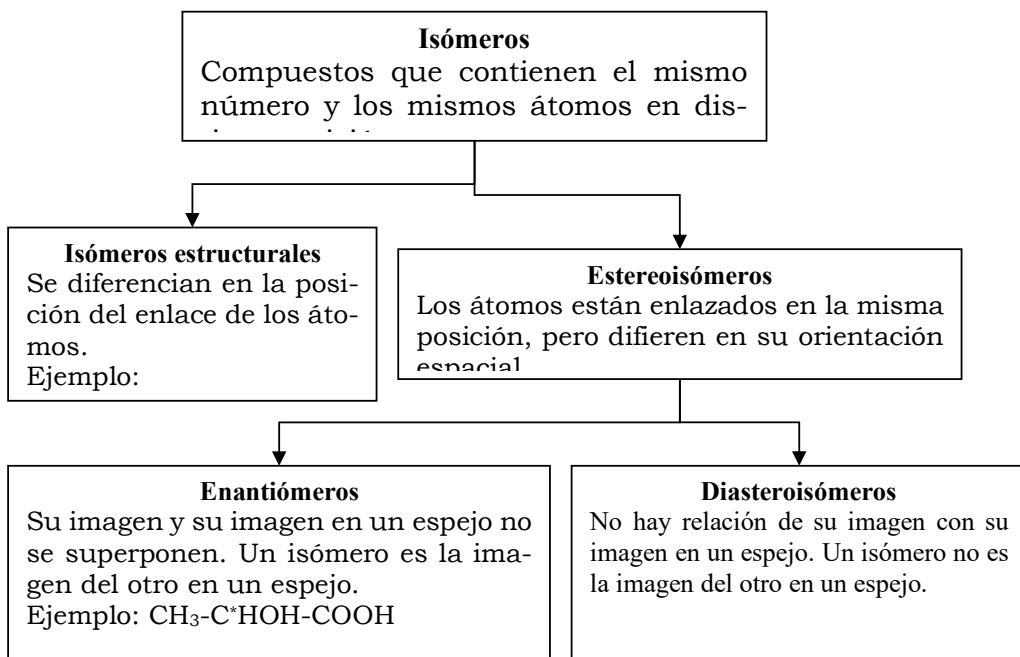 Isómeros
Compuestos que contienen el mismo
número y los mismos átomos en dis-
Isómeros estructurales
Se diferencian en la posi-
ción del enlace de los áto-
mos.
Ejemplo:
Estereoisómeros
Los átomos están enlazados en la misma
posición, pero difieren en su orientación
espacial
Enantiómeros
Su imagen y su imagen en un espejo no
se superponen. Un isómero es la ima-
gen del otro en un espejo.
Ejemplo: CH₃-C*HOH-COOH
Diasteroisómeros
No hay relación de su imagen con su
imagen en un espejo. Un isómero no es
la imagen del otro en un espejo.